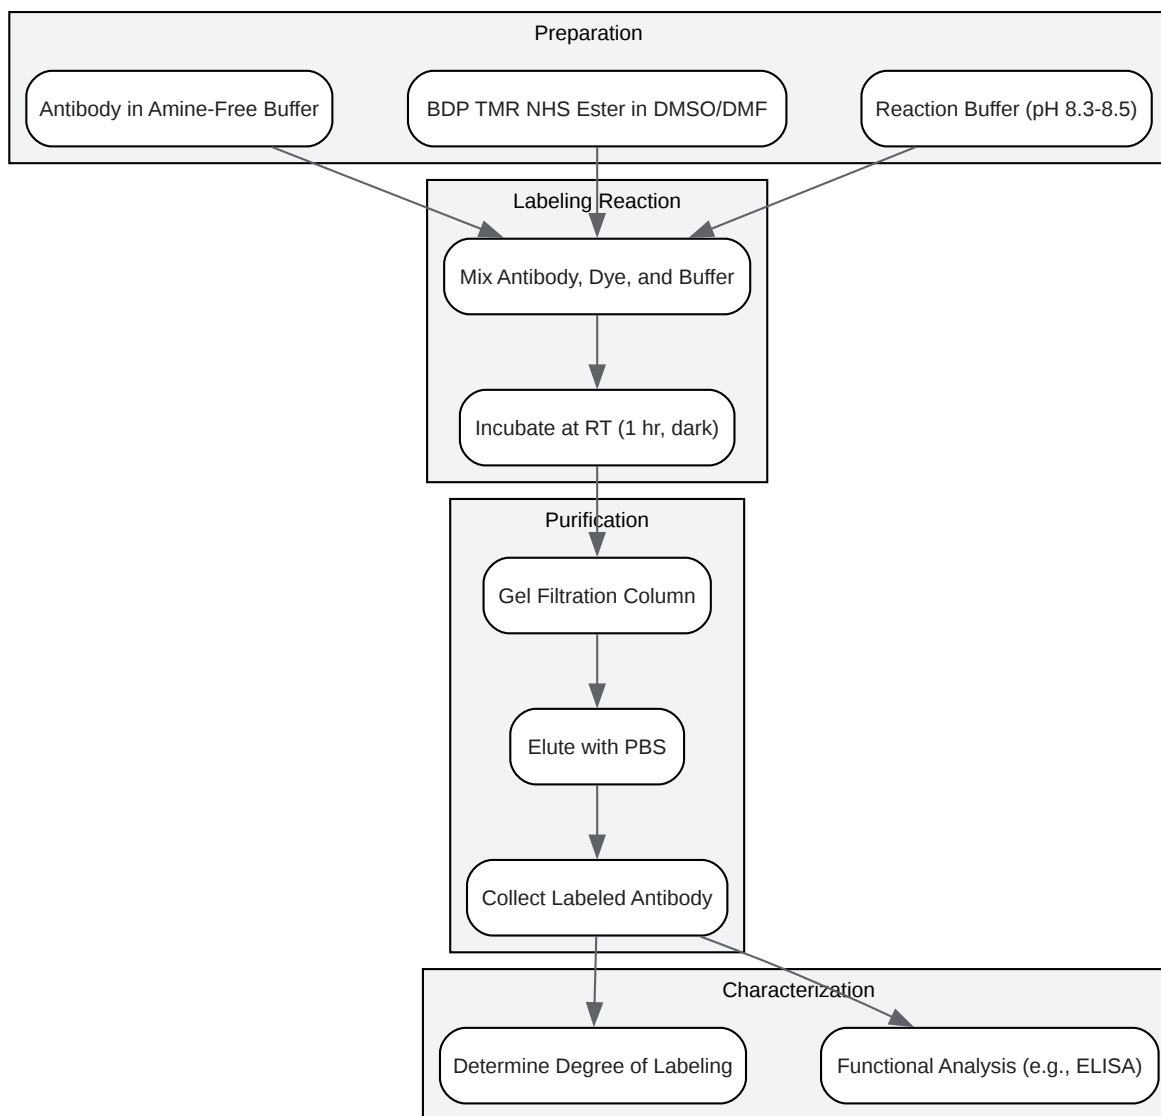 Preparation
Antibody in Amine-Free Buffer
BDP TMR NHS Ester in DMSO/DMF
Reaction Buffer (pH 8.3-8.5)
Labeling Reaction
Mix Antibody, Dye, and Buffer
Incubate at RT (1 hr, dark)
Purification
Gel Filtration Column
Elute with PBS
Collect Labeled Antibody
Characterization
Determine Degree of Labeling
Functional Analysis (e.g., ELISA)